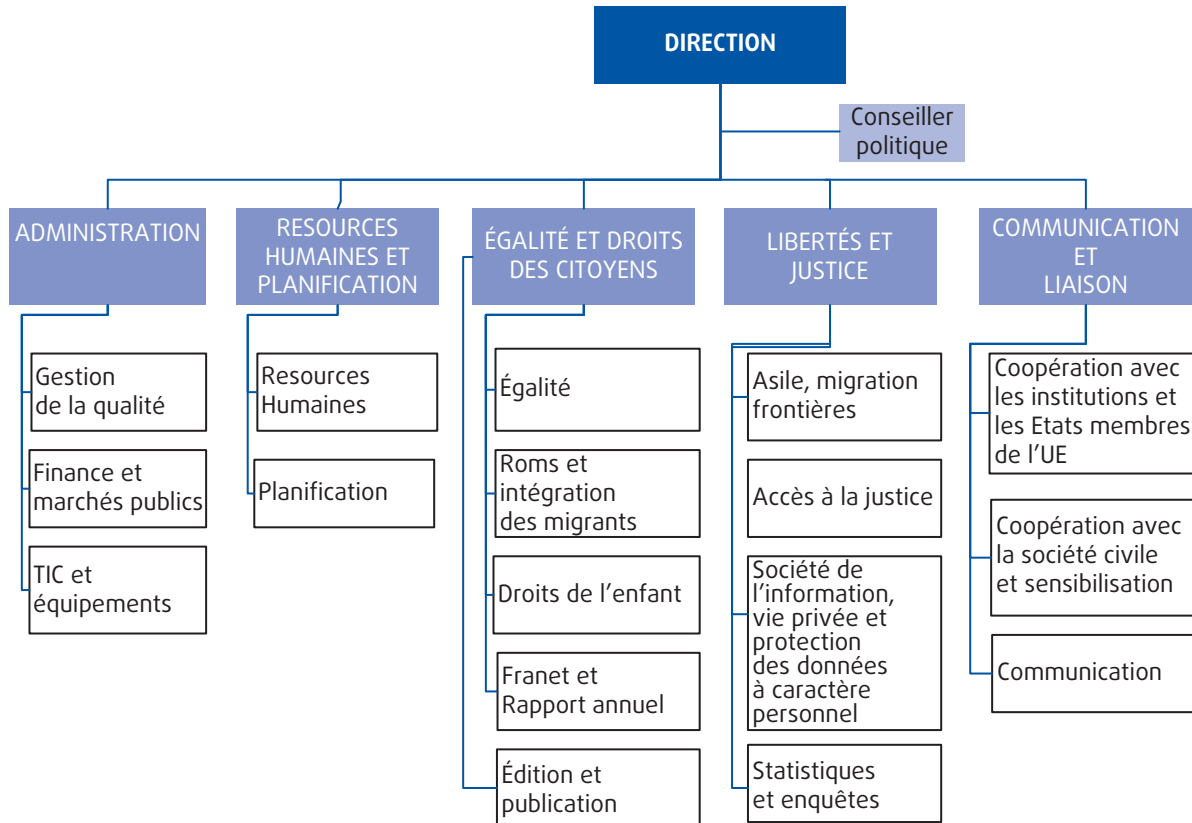 DIRECTION
Conseiller
politique
ADMINISTRATION
RESOURCES
HUMAINES ET
PLANIFICATION
ÉGALITÉ ET DROITS
DES CITOYENS
LIBERTÉS ET
JUSTICE
COMMUNICATION
ET
LIAISON
Gestion
de la qualité
Finance et
marchés publics
TIC et
équipements
Resources
Humaines
Planification
Égalité
Roms et
intégration
des migrants
Droits de l’enfant
Franet et
Rapport annuel
Édition et
publication
Asile, migration
frontières
Accès à la justice
Société de
l’information,
vie privée et
protection
des données
à caractère
personnel
Statistiques
et enquêtes
Coopération avec
les institutions et
les Etats membres
de l’UE
Coopération avec
la société civile
et sensibilisation
Communication